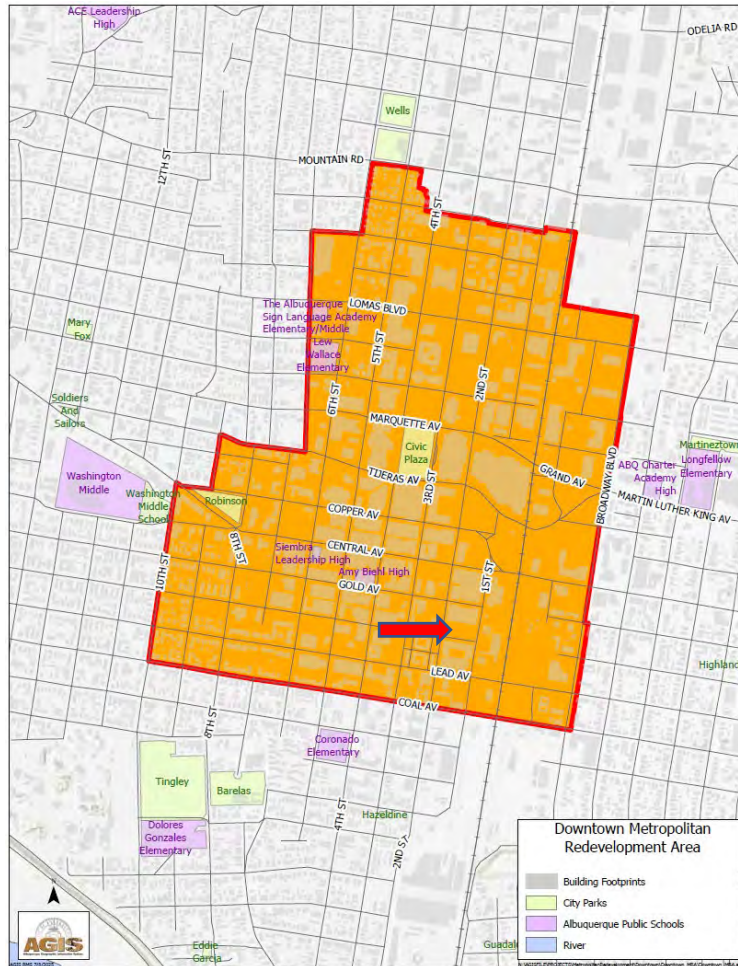 ACE Leadership
High
ODELIA RD
Wells
MOUNTAIN RD
12TH ST
4TH ST
The Albuquerque
Sign Language Academy
Elementary/Middle
Lew
Wallace
Elementary
LOMAS BLVD
5TH ST
Mary
Fox
2ND ST
6TH ST
Soldiers
And
Sailors
MARQUETTE AV
Civic
Plaza
BROADWAY BLVD
Martineztown
Longfellow
Elementary
ABQ Charter
Academy
High
GRAND AV
TIJERAS AV
3RD ST
MARTIN LUTHER KING AV
Washington
Middle
Washington
Middle
School
Robinson
COPPER AV
8TH ST
CENTRAL AV
Siembra
Leadership High
Amy Biehl High
10TH ST
GOLD AV
1ST ST
Highland
LEAD AV
COAL AV
8TH ST
Coronado
Elementary
Tingley
Barelas
4TH ST
Hazeldine
2ND ST
Dolores
Gonzales
Elementary
Eddie
Garcia
N
AGIS
Downtown Metropolitan
Redevelopment Area
Building Footprints
City Parks
Albuquerque Public Schools
River